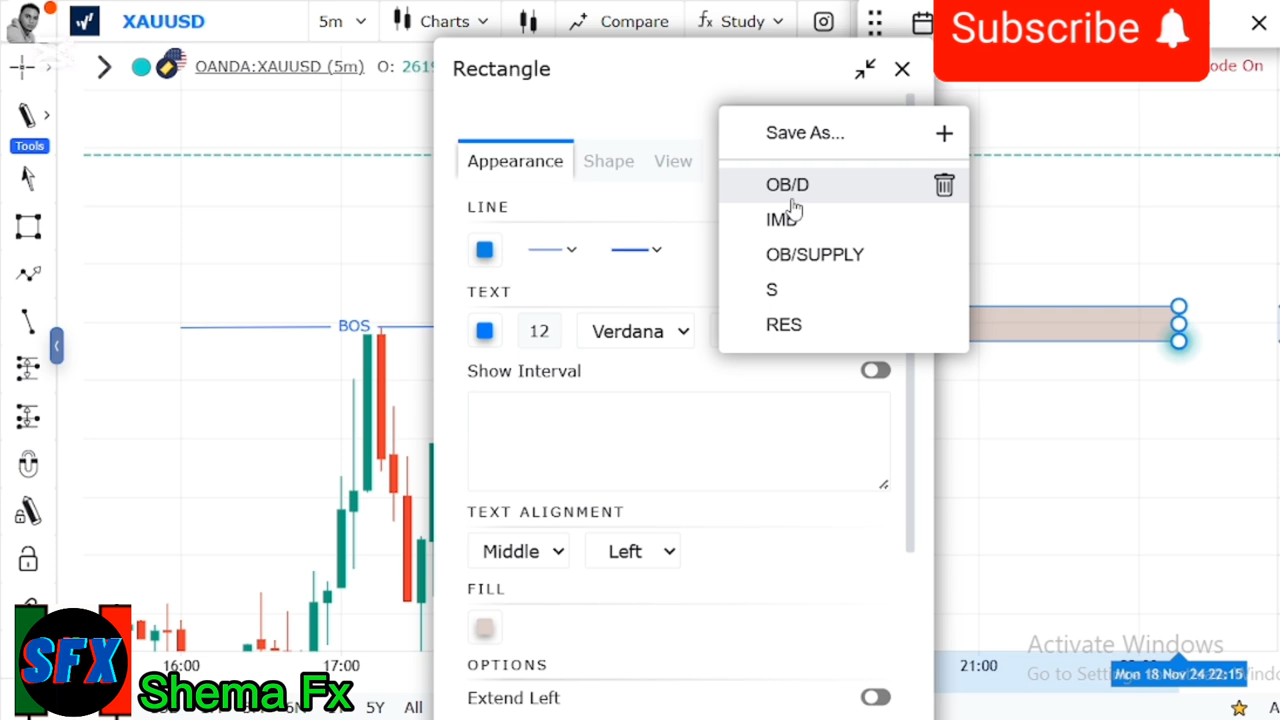 XAUUSD
5m
Charts
Compare
fx Study
Subscribe
OANDA:XAUUSD (5m) O: 2619
Rectangle
Save As... +
Tools
Appearance Shape View
OB/D
LINE
OB/SUPPLY
S
TEXT
RES
12 Verdana
BOS
Show Interval
TEXT ALIGNMENT
Middle Left
FILL
OPTIONS
Extend Left
16:00 17:00 21:00
Activate Windows
Mon 18 Nov 24 22:15
SFX
Shema Fx
5Y All